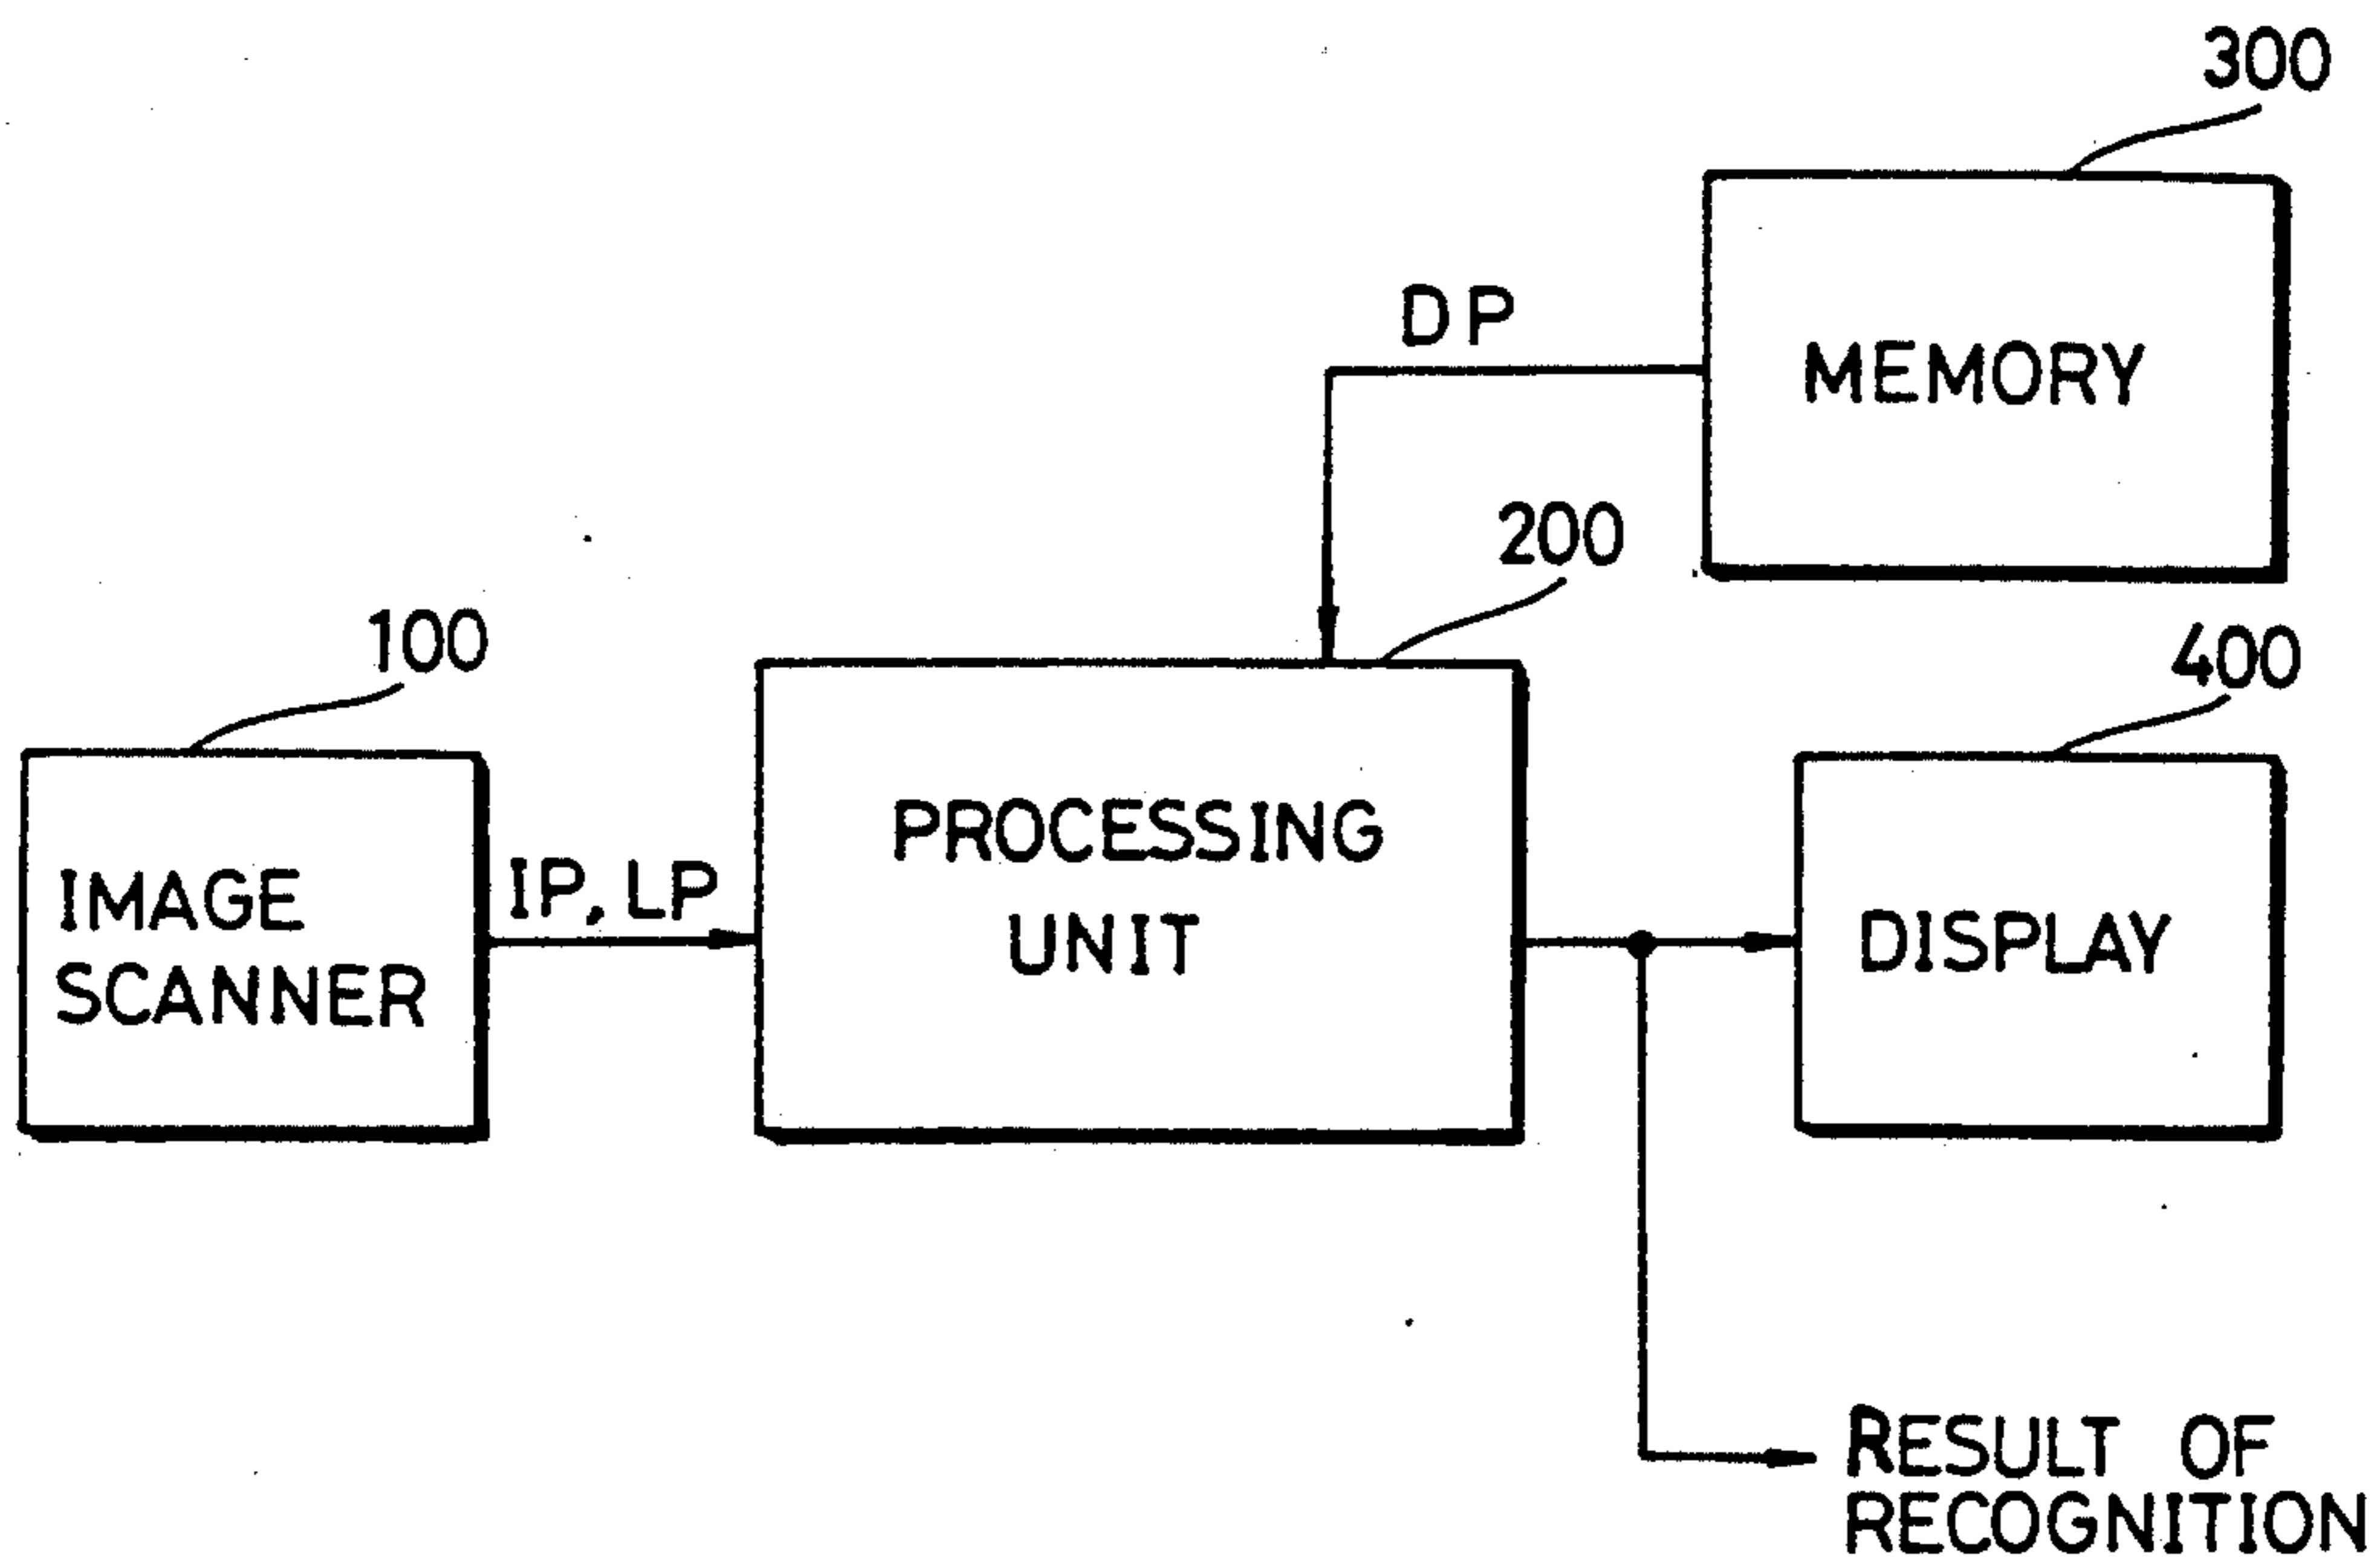 300
DP
MEMORY
200
100
400
PROCESSING
UNIT
IMAGE
SCANNER
IP, LP
DISPLAY
RESULT OF
RECOGNITION